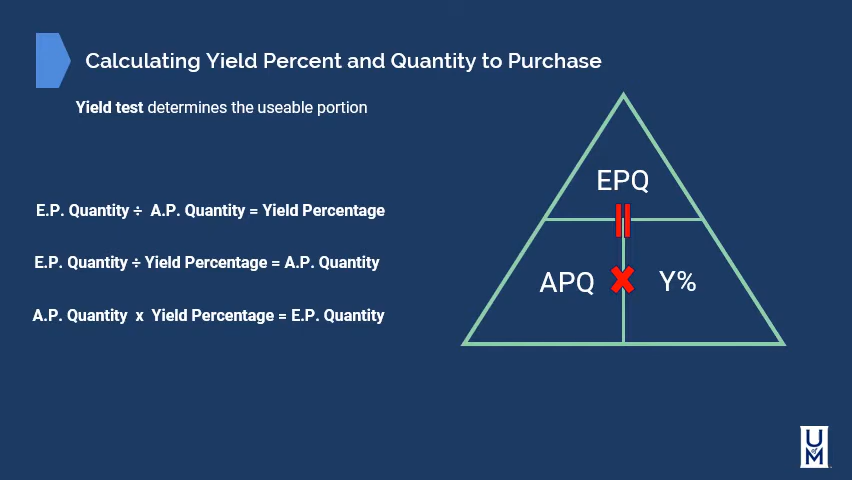 Calculating Yield Percent and Quantity to Purchase
Yield test determines the useable portion
E.P. Quantity ÷ A.P. Quantity = Yield Percentage
E.P. Quantity ÷ Yield Percentage = A.P. Quantity
A.P. Quantity x Yield Percentage = E.P. Quantity
EPQ
APQ
Y%
U
of
M